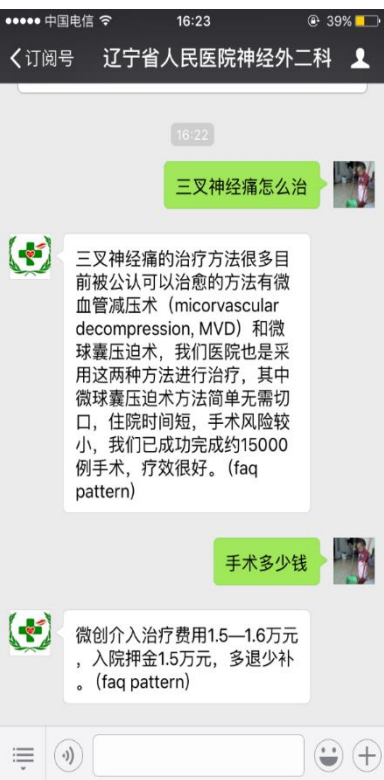 中国电信 16:23 39%
订阅号 辽宁省人民医院神经外二科
16:22
三叉神经痛怎么治
三叉神经痛的治疗方法很多目
前被公认可以治愈的方法有微
血管减压术（micorvascular
decompression, MVD）和微
球囊压迫术，我们医院也是采
用这两种方法进行治疗，其中
微球囊压迫术方法简单无需切
口，住院时间短，手术风险较
小，我们已成功完成约15000
例手术，疗效很好。(faq
pattern)
手术多少钱
微创介入治疗费用1.5—1.6万元
，入院押金1.5万元，多退少补
。(faq pattern)